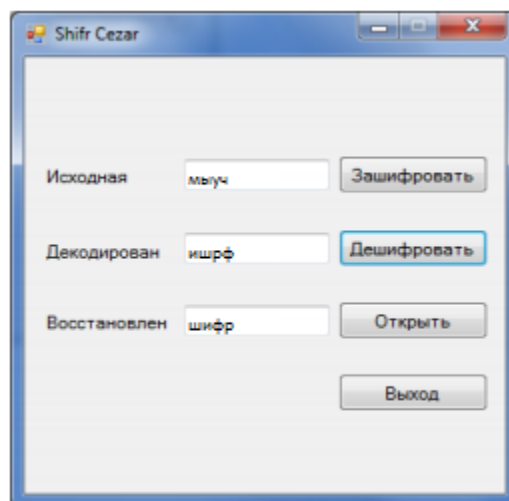 Shifr Cezar
Исходная мыуч Зашифровать
Декодирован ишрф Дешифровать
Восстановлен шифр Открыть
Выход